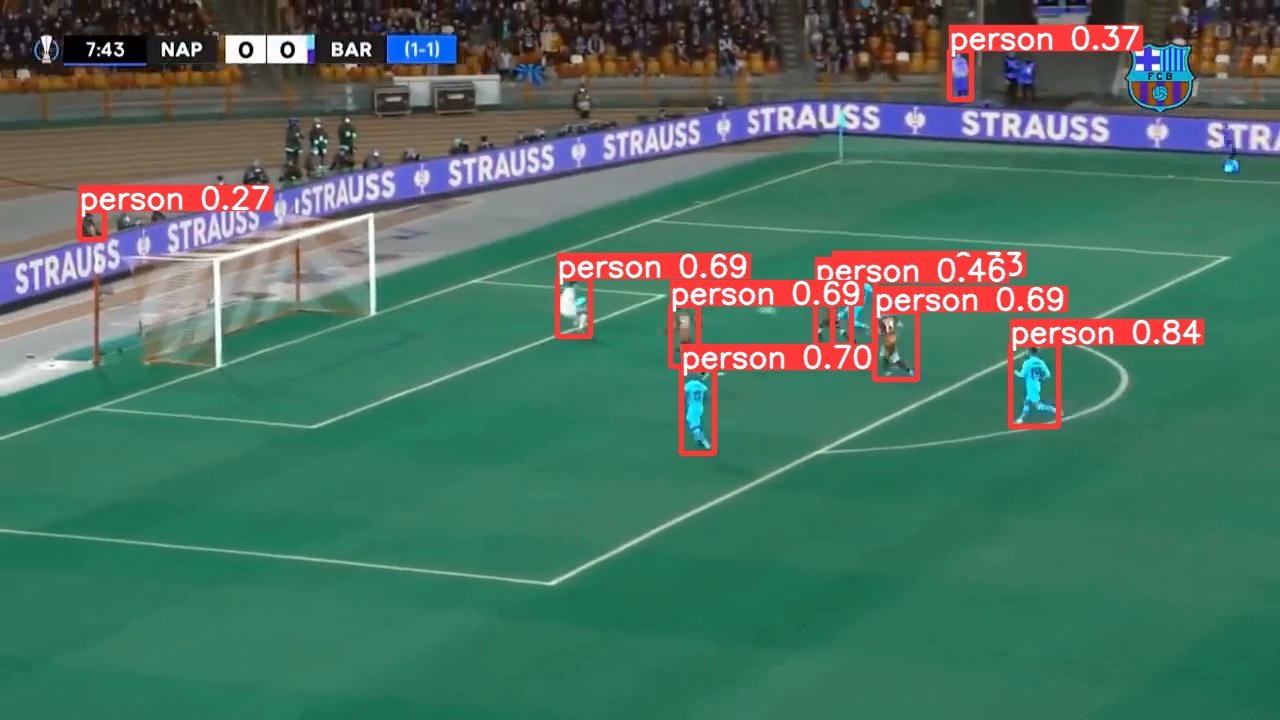 7:43 NAP 0 0 BAR (1-1)
person 0.37
FCB
STRAUSS STRAUSS STRAUSS STRAUSS STRAUSS STRAUSS STRAUSS STR
person 0.27
person 0.69
person 0.46
person 0.69
person 0.69
person 0.84
person 0.70
19